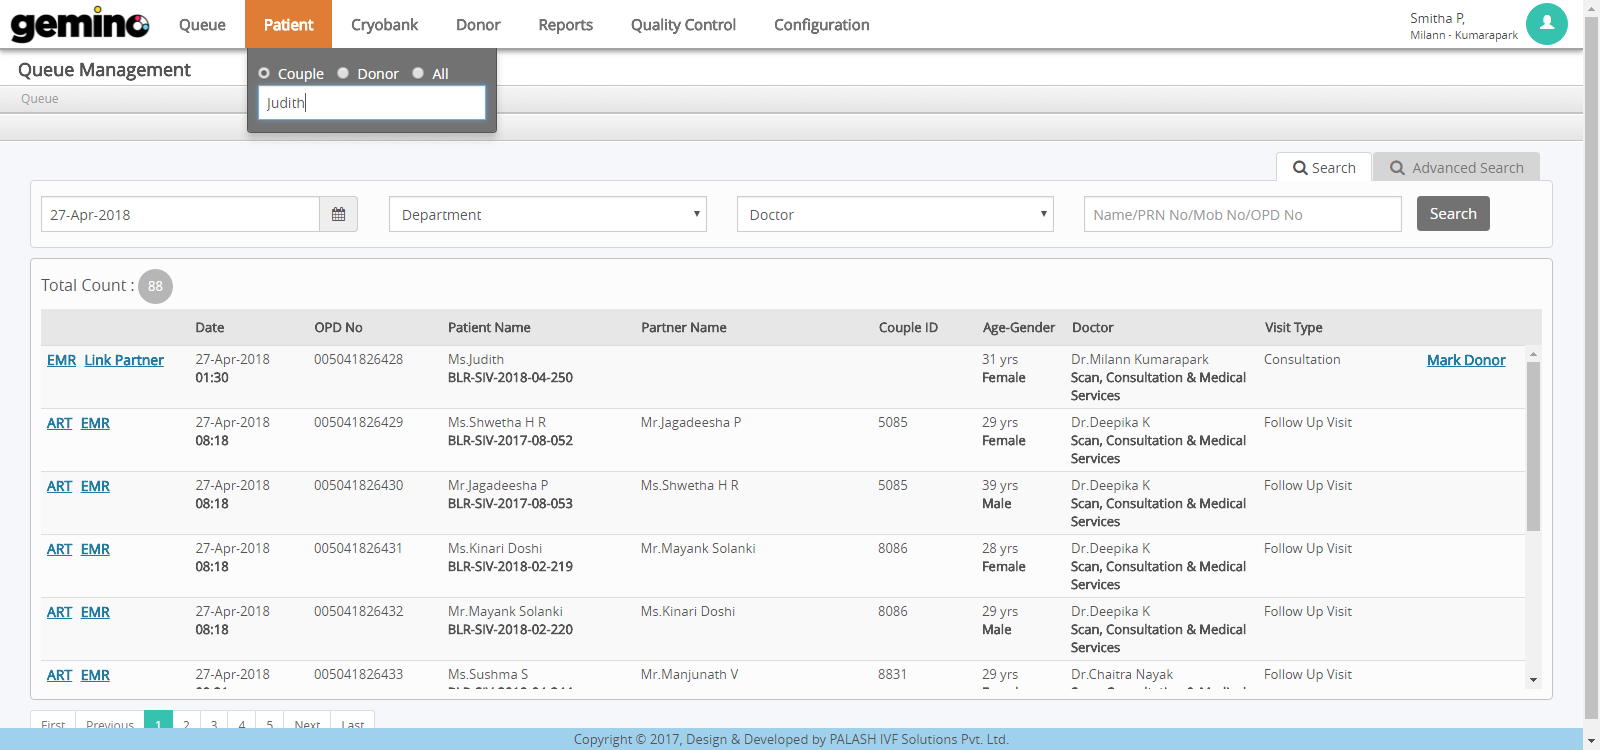 gemino Queue Patient Cryobank Donor Reports Quality Control Configuration
Smitha P,
Milann - Kumarapark
Queue Management
Couple Donor All
Queue
Judith
Search Advanced Search
27-Apr-2018 Department Doctor Name/PRN No/Mob No/OPD No Search
Total Count : 88
Date OPD No Patient Name Partner Name Couple ID Age-Gender Doctor Visit Type
EMR Link Partner 27-Apr-2018 005041826428 Ms.Judith 31 yrs Dr.Milann Kumarapark Consultation Mark Donor
01:30 BLR-SIV-2018-04-250 Female Scan, Consultation & Medical
Services
ART EMR 27-Apr-2018 005041826429 Ms.Shwetha H R Mr.Jagadeesha P 5085 29 yrs Dr.Deepika K Follow Up Visit
08:18 BLR-SIV-2017-08-052 Female Scan, Consultation & Medical
Services
ART EMR 27-Apr-2018 005041826430 Mr.Jagadeesha P Ms.Shwetha H R 5085 39 yrs Dr.Deepika K Follow Up Visit
08:18 BLR-SIV-2017-08-053 Male Scan, Consultation & Medical
Services
ART EMR 27-Apr-2018 005041826431 Ms.Kinari Doshi Mr.Mayank Solanki 8086 28 yrs Dr.Deepika K Follow Up Visit
08:18 BLR-SIV-2018-02-219 Female Scan, Consultation & Medical
Services
ART EMR 27-Apr-2018 005041826432 Mr.Mayank Solanki Ms.Kinari Doshi 8086 29 yrs Dr.Deepika K Follow Up Visit
08:18 BLR-SIV-2018-02-220 Male Scan, Consultation & Medical
Services
ART EMR 27-Apr-2018 005041826433 Ms.Sushma S Mr.Manjunath V 8831 29 yrs Dr.Chaitra Nayak Follow Up Visit
First Previous 1 2 3 4 5 Next Last
Copyright © 2017, Design & Developed by PALASH IVF Solutions Pvt. Ltd.